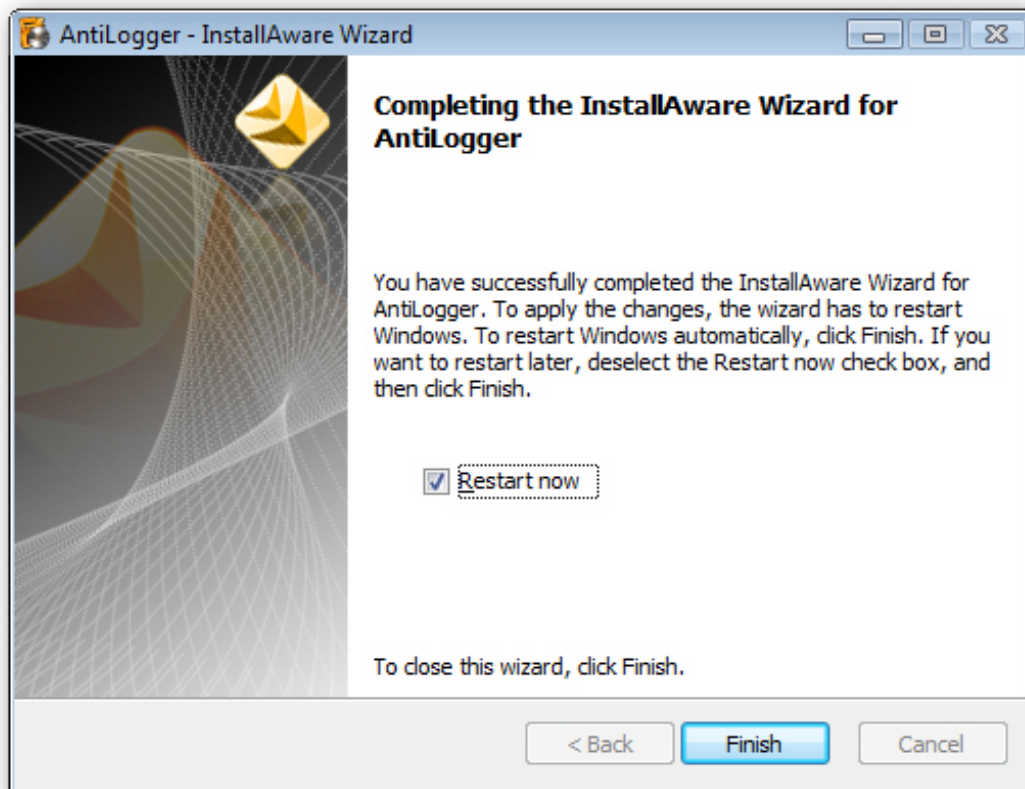 AntiLogger - InstallAware Wizard
Completing the InstallAware Wizard for
AntiLogger
You have successfully completed the InstallAware Wizard for
AntiLogger. To apply the changes, the wizard has to restart
Windows. To restart Windows automatically, click Finish. If you
want to restart later, deselect the Restart now check box, and
then click Finish.
Restart now
To close this wizard, click Finish.
< Back Finish Cancel